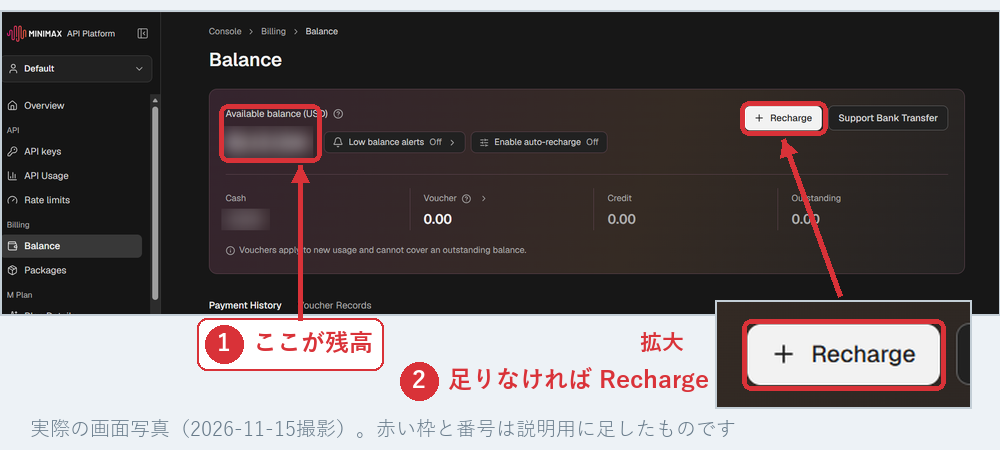 MINIMAX API Platform
Default
Overview
API
API keys
API Usage
Rate limits
Billing
Balance
Packages
M Plan
Console > Billing > Balance
Balance
Available balance (USD)
Low balance alerts Off >
Enable auto-recharge Off
+ Recharge
Support Bank Transfer
Cash
Voucher >
0.00
Credit
0.00
Outstanding
0.00
Vouchers apply to new usage and cannot cover an outstanding balance.
Payment History
Voucher Records
1 ここが残高
拡大
2 足りなければ Recharge
+ Recharge
実際の画面写真（2026-11-15撮影）。赤い枠と番号は説明用に足したものです